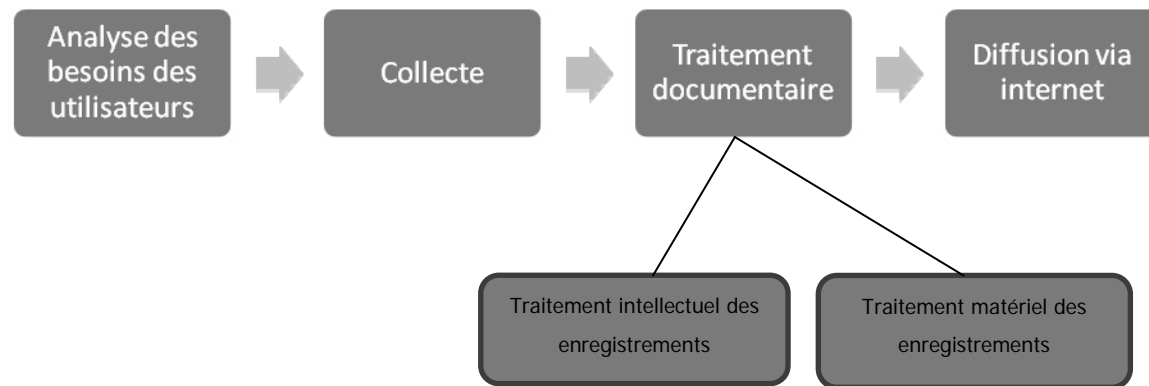 Analyse des
besoins des
utilisateurs
Collecte
Traitement
documentaire
Diffusion via
internet
Traitement intellectuel des
enregistrements
Traitement matériel des
enregistrements